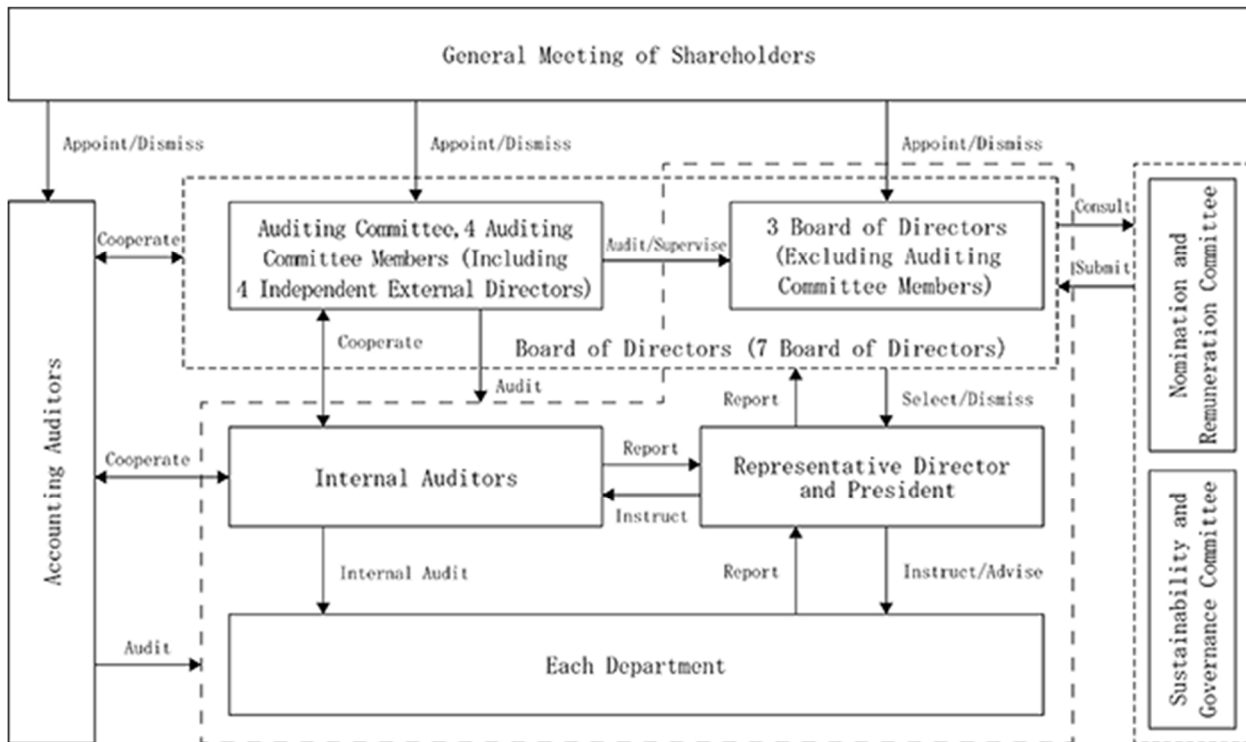 General Meeting of Shareholders
Appoint/Dismiss
Appoint/Dismiss
Appoint/Dismiss
Accounting Auditors
Cooperate
Auditing Committee, 4 Auditing
Committee Members (Including
4 Independent External Directors)
Audit/Supervise
3 Board of Directors
(Excluding Auditing
Committee Members)
Consult
Submit
Nomination and
Remuneration Committee
Cooperate
Board of Directors (7 Board of Directors)
Audit
Report
Select/Dismiss
Cooperate
Internal Auditors
Report
Instruct
Representative Director
and President
Sustainability and
Governance Committee
Internal Audit
Report
Instruct/Advise
Audit
Each Department